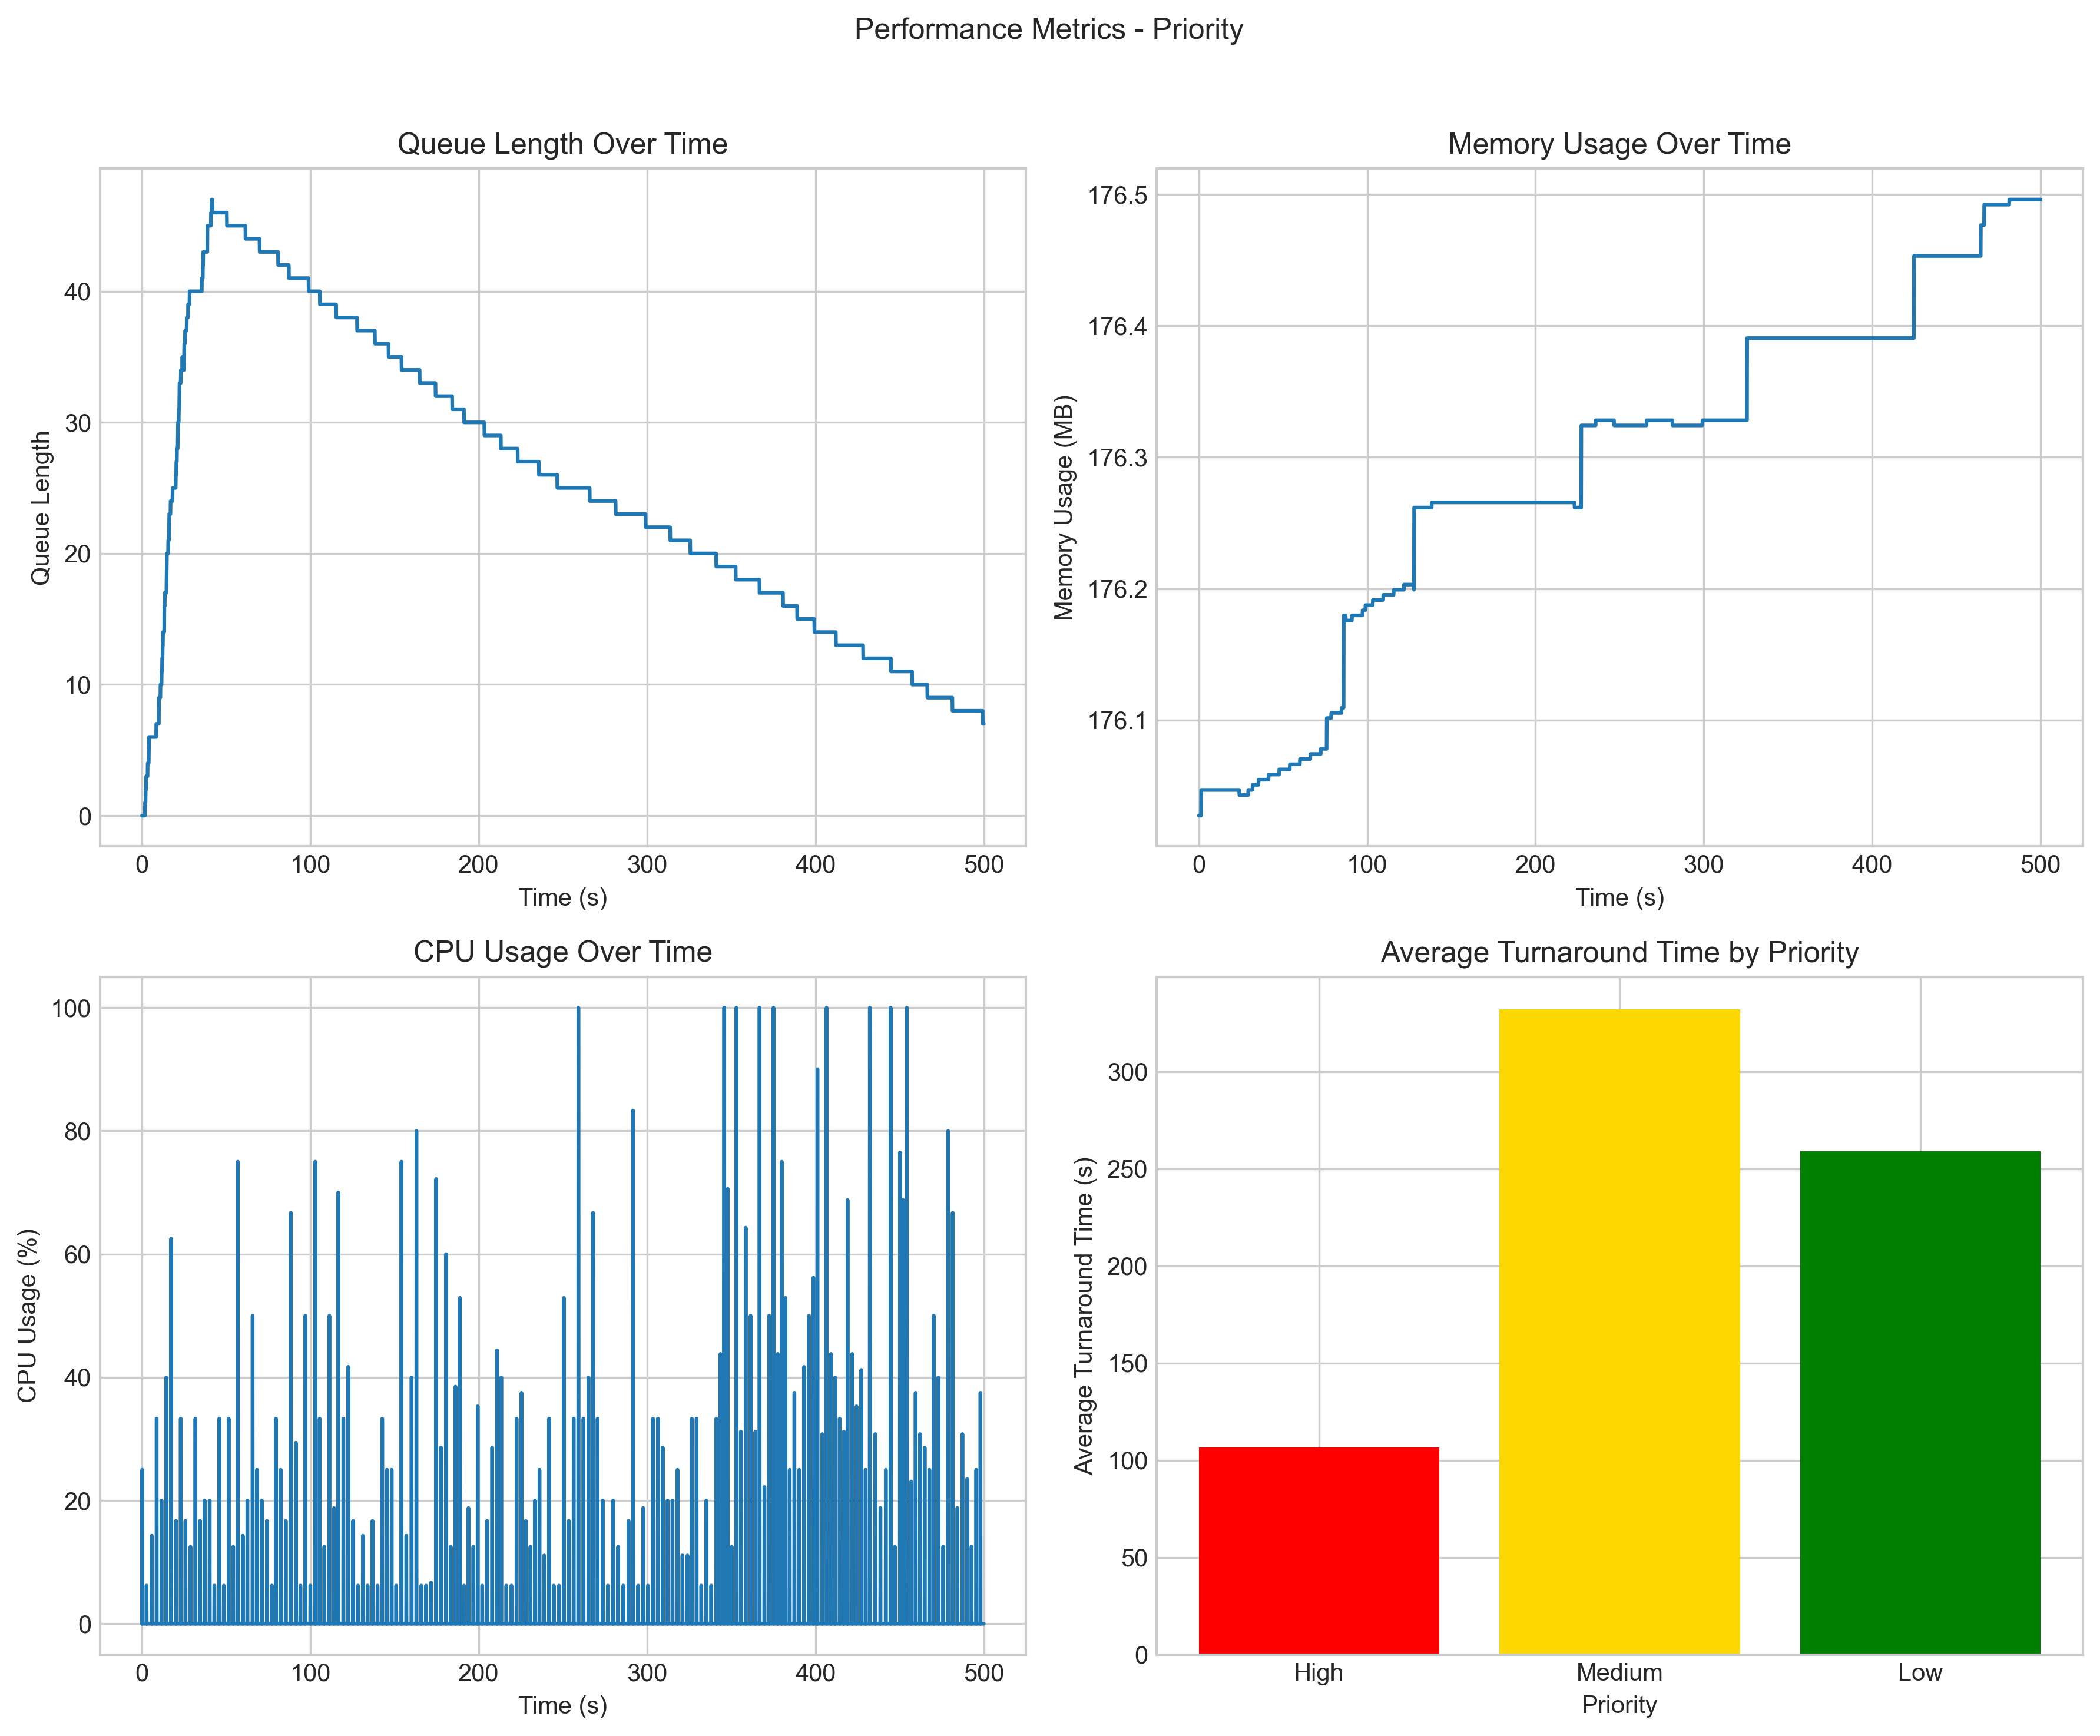 Performance Metrics - Priority
Queue Length Over Time
Queue Length
40
30
20
10
0
0 100 200 300 400 500
Time (s)
Memory Usage Over Time
Memory Usage (MB)
176.5
176.4
176.3
176.2
176.1
0 100 200 300 400 500
Time (s)
CPU Usage Over Time
CPU Usage (%)
100
80
60
40
20
0
0 100 200 300 400 500
Time (s)
Average Turnaround Time by Priority
Average Turnaround Time (s)
300
250
200
150
100
50
0
High Medium Low
Priority